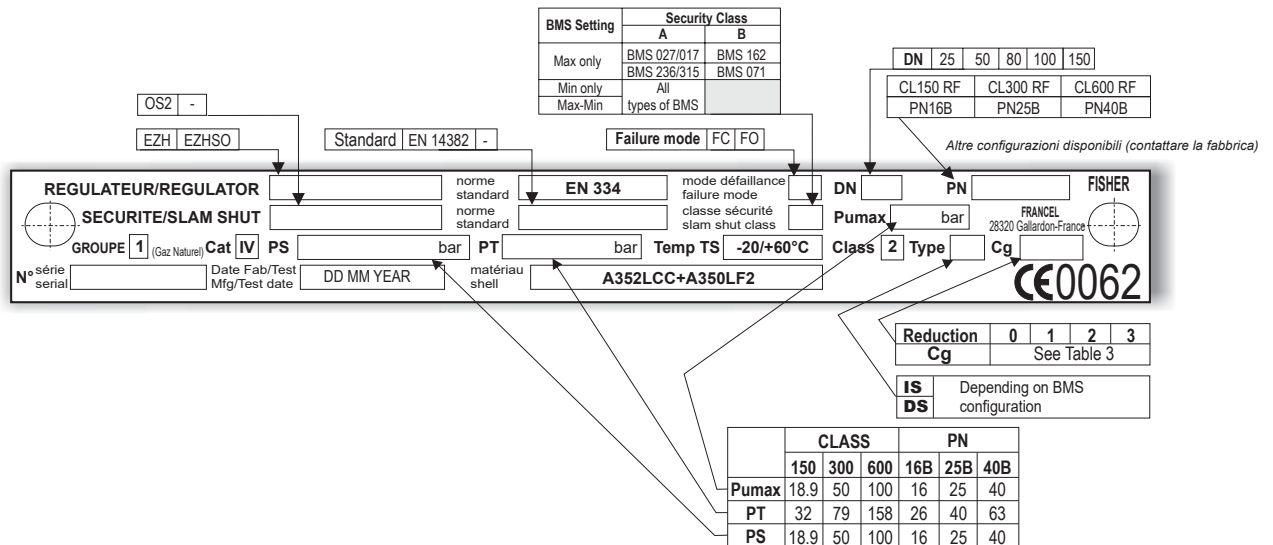 BMS Setting Security Class
A B
Max only BMS 027/017 BMS 162
BMS 236/315 BMS 071
Min only All
Max-Min types of BMS
DN 25 50 80 100 150
CL150 RF CL300 RF CL600 RF
PN16B PN25B PN40B
OS2 -
EZH EZHSO
Standard EN 14382 -
Failure mode FC FO
Altre configurazioni disponibili (contattare la fabbrica)
REGULATEUR/REGULATOR norme standard EN 334 mode défaillance failure mode DN PN FISHER
SECURITE/SLAM SHUT norme standard classe sécurité slam shut class Pumax bar FRANCEL
28320 Gallardon-France
GROUPE 1 (Gaz Naturel) Cat IV PS bar PT bar Temp TS -20/+60°C Class 2 Type Cg
N° série serial Date Fab/Test Mfg/Test date DD MM YEAR matériau shell A352LCC+A350LF2 CE0062
Reduction 0 1 2 3
Cg See Table 3
IS Depending on BMS
DS configuration
CLASS PN
150 300 600 16B 25B 40B
Pumax 18.9 50 100 16 25 40
PT 32 79 158 26 40 63
PS 18.9 50 100 16 25 40